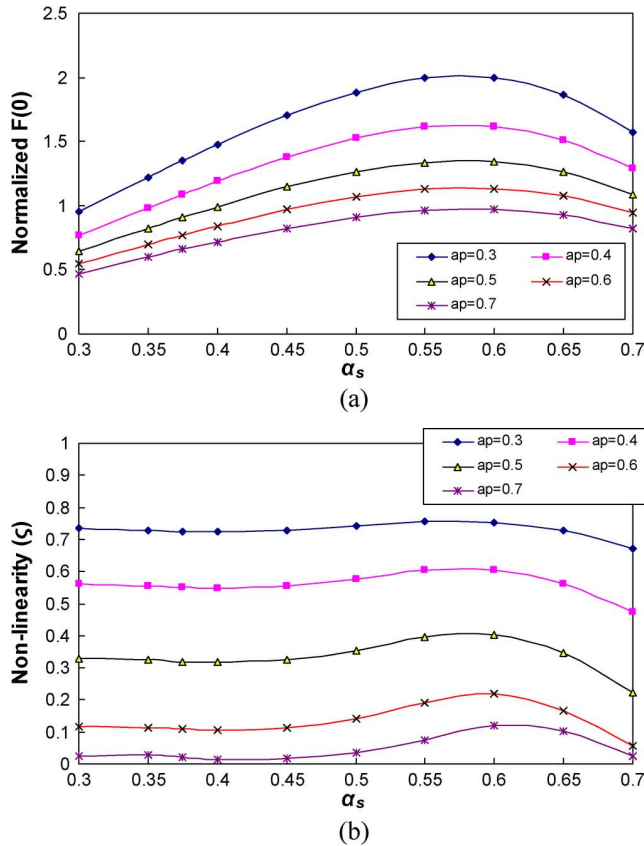 2.5
2
1.5
1
0.5
0
Normalized F(0)
ap=0.3 ap=0.4
ap=0.5 ap=0.6
ap=0.7
0.3 0.35 0.4 0.45 0.5 0.55 0.6 0.65 0.7
αs
(a)
ap=0.3 ap=0.4
ap=0.5 ap=0.6
ap=0.7
1
0.9
0.8
0.7
0.6
0.5
0.4
0.3
0.2
0.1
0
Non-linearity (ς)
0.3 0.35 0.4 0.45 0.5 0.55 0.6 0.65 0.7
αs
(b)